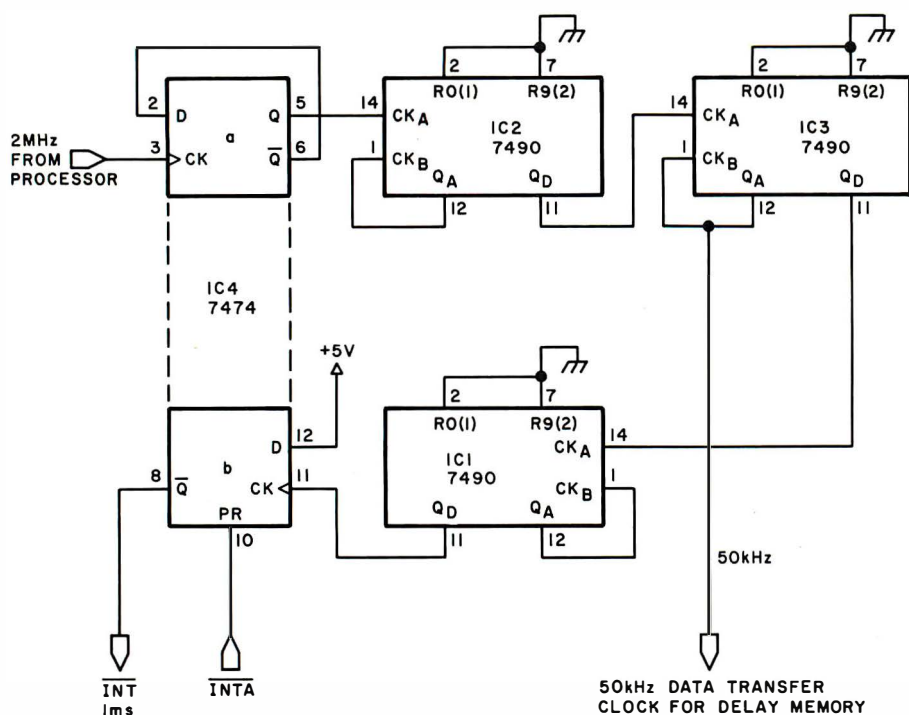 2MHz
FROM
PROCESSOR
2
D
Q
5
3
CK
a
Q̅
6
14
CKA
1
CKB
2
7
R0(1) R9(2)
IC2
7490
QA QD
12
11
14
CKA
1
CKB
2
7
R0(1) R9(2)
IC3
7490
QA QD
12
11
IC4
7474
+5V
D
12
8
Q̅
b
CK
11
PR
10
2
7
R0(1) R9(2)
IC1
7490
CKA
14
CKB
1
QD QA
11
12
50kHz
I̅N̅T̅
1ms
I̅N̅T̅A̅
50kHz DATA TRANSFER
CLOCK FOR DELAY MEMORY